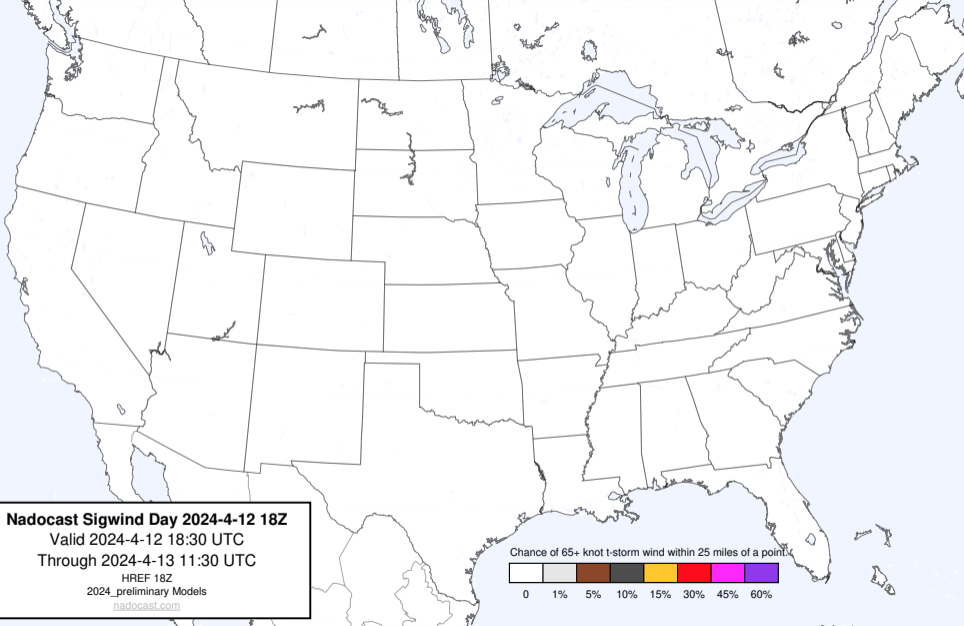 Nadocast Sigwind Day 2024-4-12 18Z
Valid 2024-4-12 18:30 UTC
Through 2024-4-13 11:30 UTC
HREF 18Z
2024_preliminary Models
nadocast.com
Chance of 65+ knot t-storm wind within 25 miles of a point.
0 1% 5% 10% 15% 30% 45% 60%